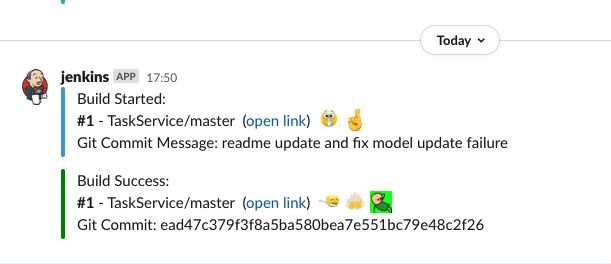 Today
jenkins APP 17:50
Build Started:
#1 - TaskService/master (open link)
Git Commit Message: readme update and fix model update failure
Build Success:
#1 - TaskService/master (open link)
Git Commit: ead47c379f3f8a5ba580bea7e551bc79e48c2f26